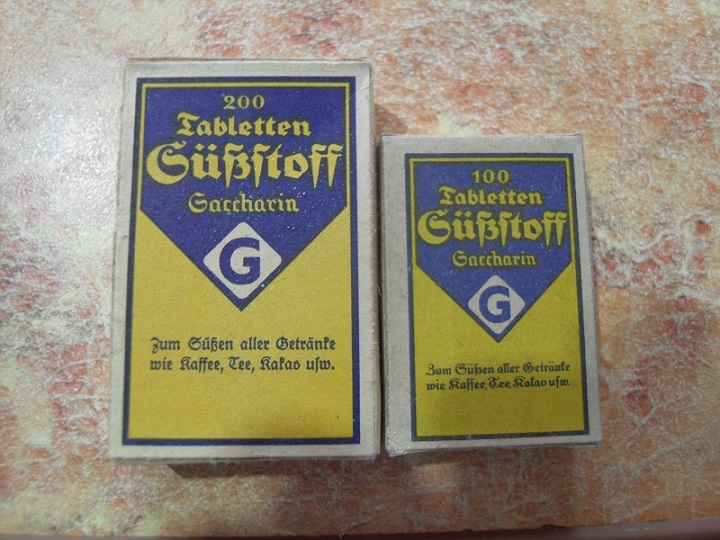 200
Tabletten
Süßstoff
Saccharin
G
Zum Süßen aller Getränke
wie Kaffee, Tee, Kakao usw.
100
Tabletten
Süßstoff
Saccharin
G
Zum Süßen aller Getränke
wie Kaffee, Tee, Kakao usw.